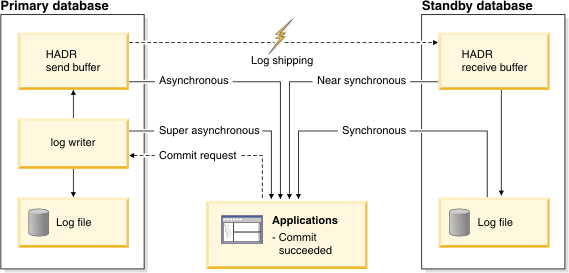 Primary database
Standby database
HADR
send buffer
Log shipping
HADR
receive buffer
Asynchronous
Near synchronous
log writer
Super asynchronous
Synchronous
Commit request
Log file
Applications
- Commit
succeeded
Log file